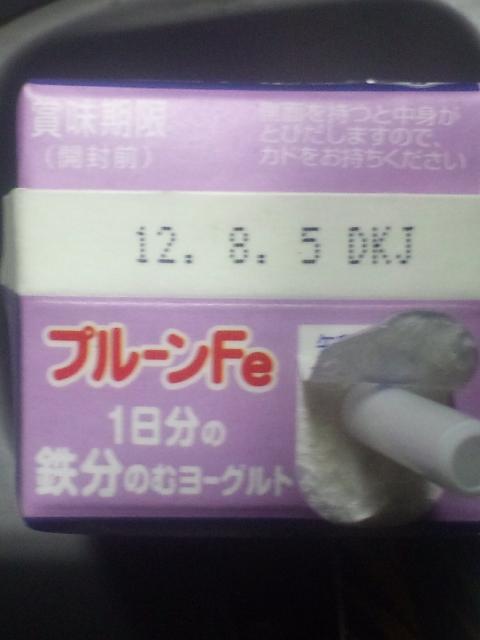 賞味期限
(開封前)
側面を持つと中身が
とびだしますので、
カドをお持ちください
12. 8. 5 DKJ
プルーンFe
1日分の
鉄分のむヨーグルト